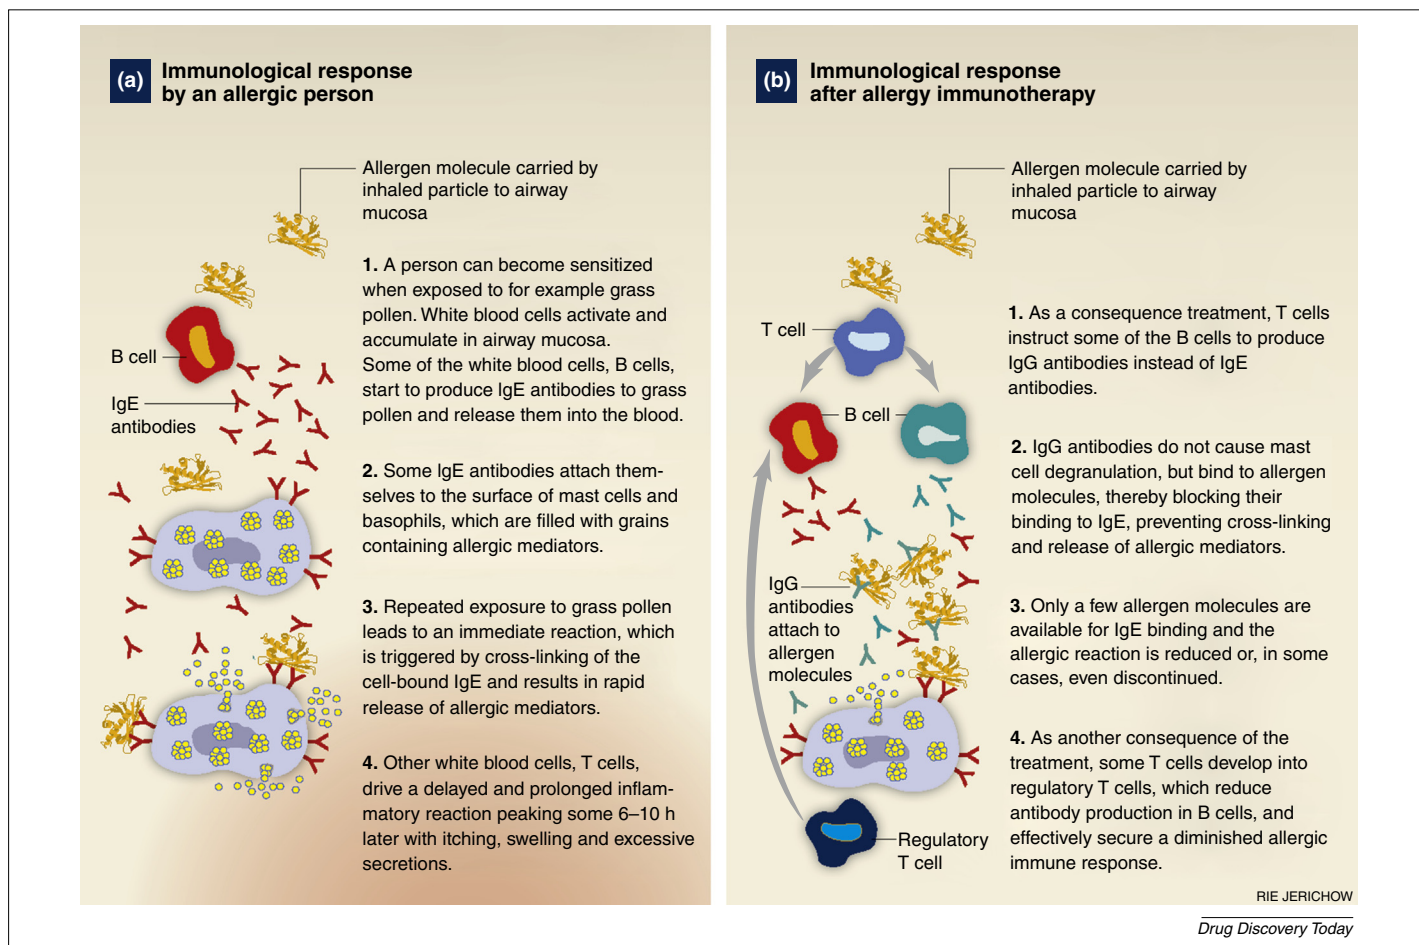 (a)
Immunological response
by an allergic person
Allergen molecule carried by
inhaled particle to airway
mucosa
1. A person can become sensitized
when exposed to for example grass
pollen. White blood cells activate and
accumulate in airway mucosa.
Some of the white blood cells, B cells,
start to produce IgE antibodies to grass
pollen and release them into the blood.
B cell
IgE
antibodies
2. Some IgE antibodies attach them-
selves to the surface of mast cells and
basophils, which are filled with grains
containing allergic mediators.
3. Repeated exposure to grass pollen
leads to an immediate reaction, which
is triggered by cross-linking of the
cell-bound IgE and results in rapid
release of allergic mediators.
4. Other white blood cells, T cells,
drive a delayed and prolonged inflam-
matory reaction peaking some 6–10 h
later with itching, swelling and excessive
secretions.
(b)
Immunological response
after allergy immunotherapy
Allergen molecule carried by
inhaled particle to airway
mucosa
T cell
1. As a consequence treatment, T cells
instruct some of the B cells to produce
IgG antibodies instead of IgE
antibodies.
B cell
2. IgG antibodies do not cause mast
cell degranulation, but bind to allergen
molecules, thereby blocking their
binding to IgE, preventing cross-linking
and release of allergic mediators.
IgG
antibodies
attach to
allergen
molecules
3. Only a few allergen molecules are
available for IgE binding and the
allergic reaction is reduced or, in some
cases, even discontinued.
4. As another consequence of the
treatment, some T cells develop into
regulatory T cells, which reduce
antibody production in B cells, and
effectively secure a diminished allergic
immune response.
Regulatory
T cell
RIE JERICHOW
Drug Discovery Today